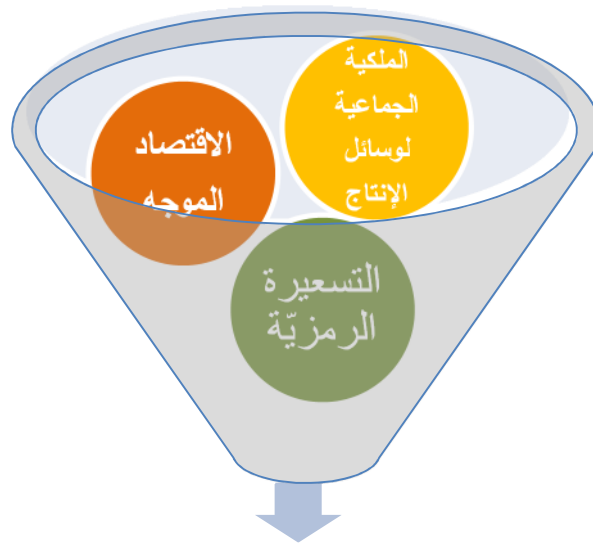 الملكية
الجماعية
لوسائل
الإنتاج
الاقتصاد
الموجه
التسعيرة
الرمزيّة